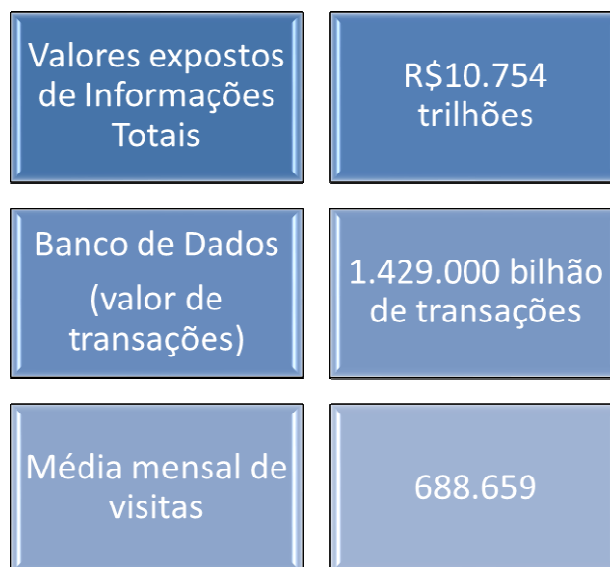 Valores expostos
de Informações
Totais
R$10.754
trilhões
Banco de Dados
(valor de
transações)
1.429.000 bilhão
de transações
Média mensal de
visitas
688.659